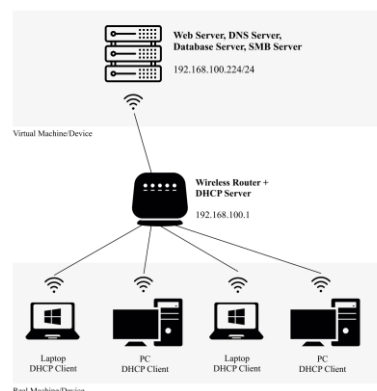 Web Server, DNS Server,
Database Server, SMB Server
192.168.100.224/24
Virtual Machine/Device
Wireless Router +
DHCP Server
192.168.100.1
Laptop
DHCP Client
PC
DHCP Client
Laptop
DHCP Client
PC
DHCP Client
Real Machine/Device